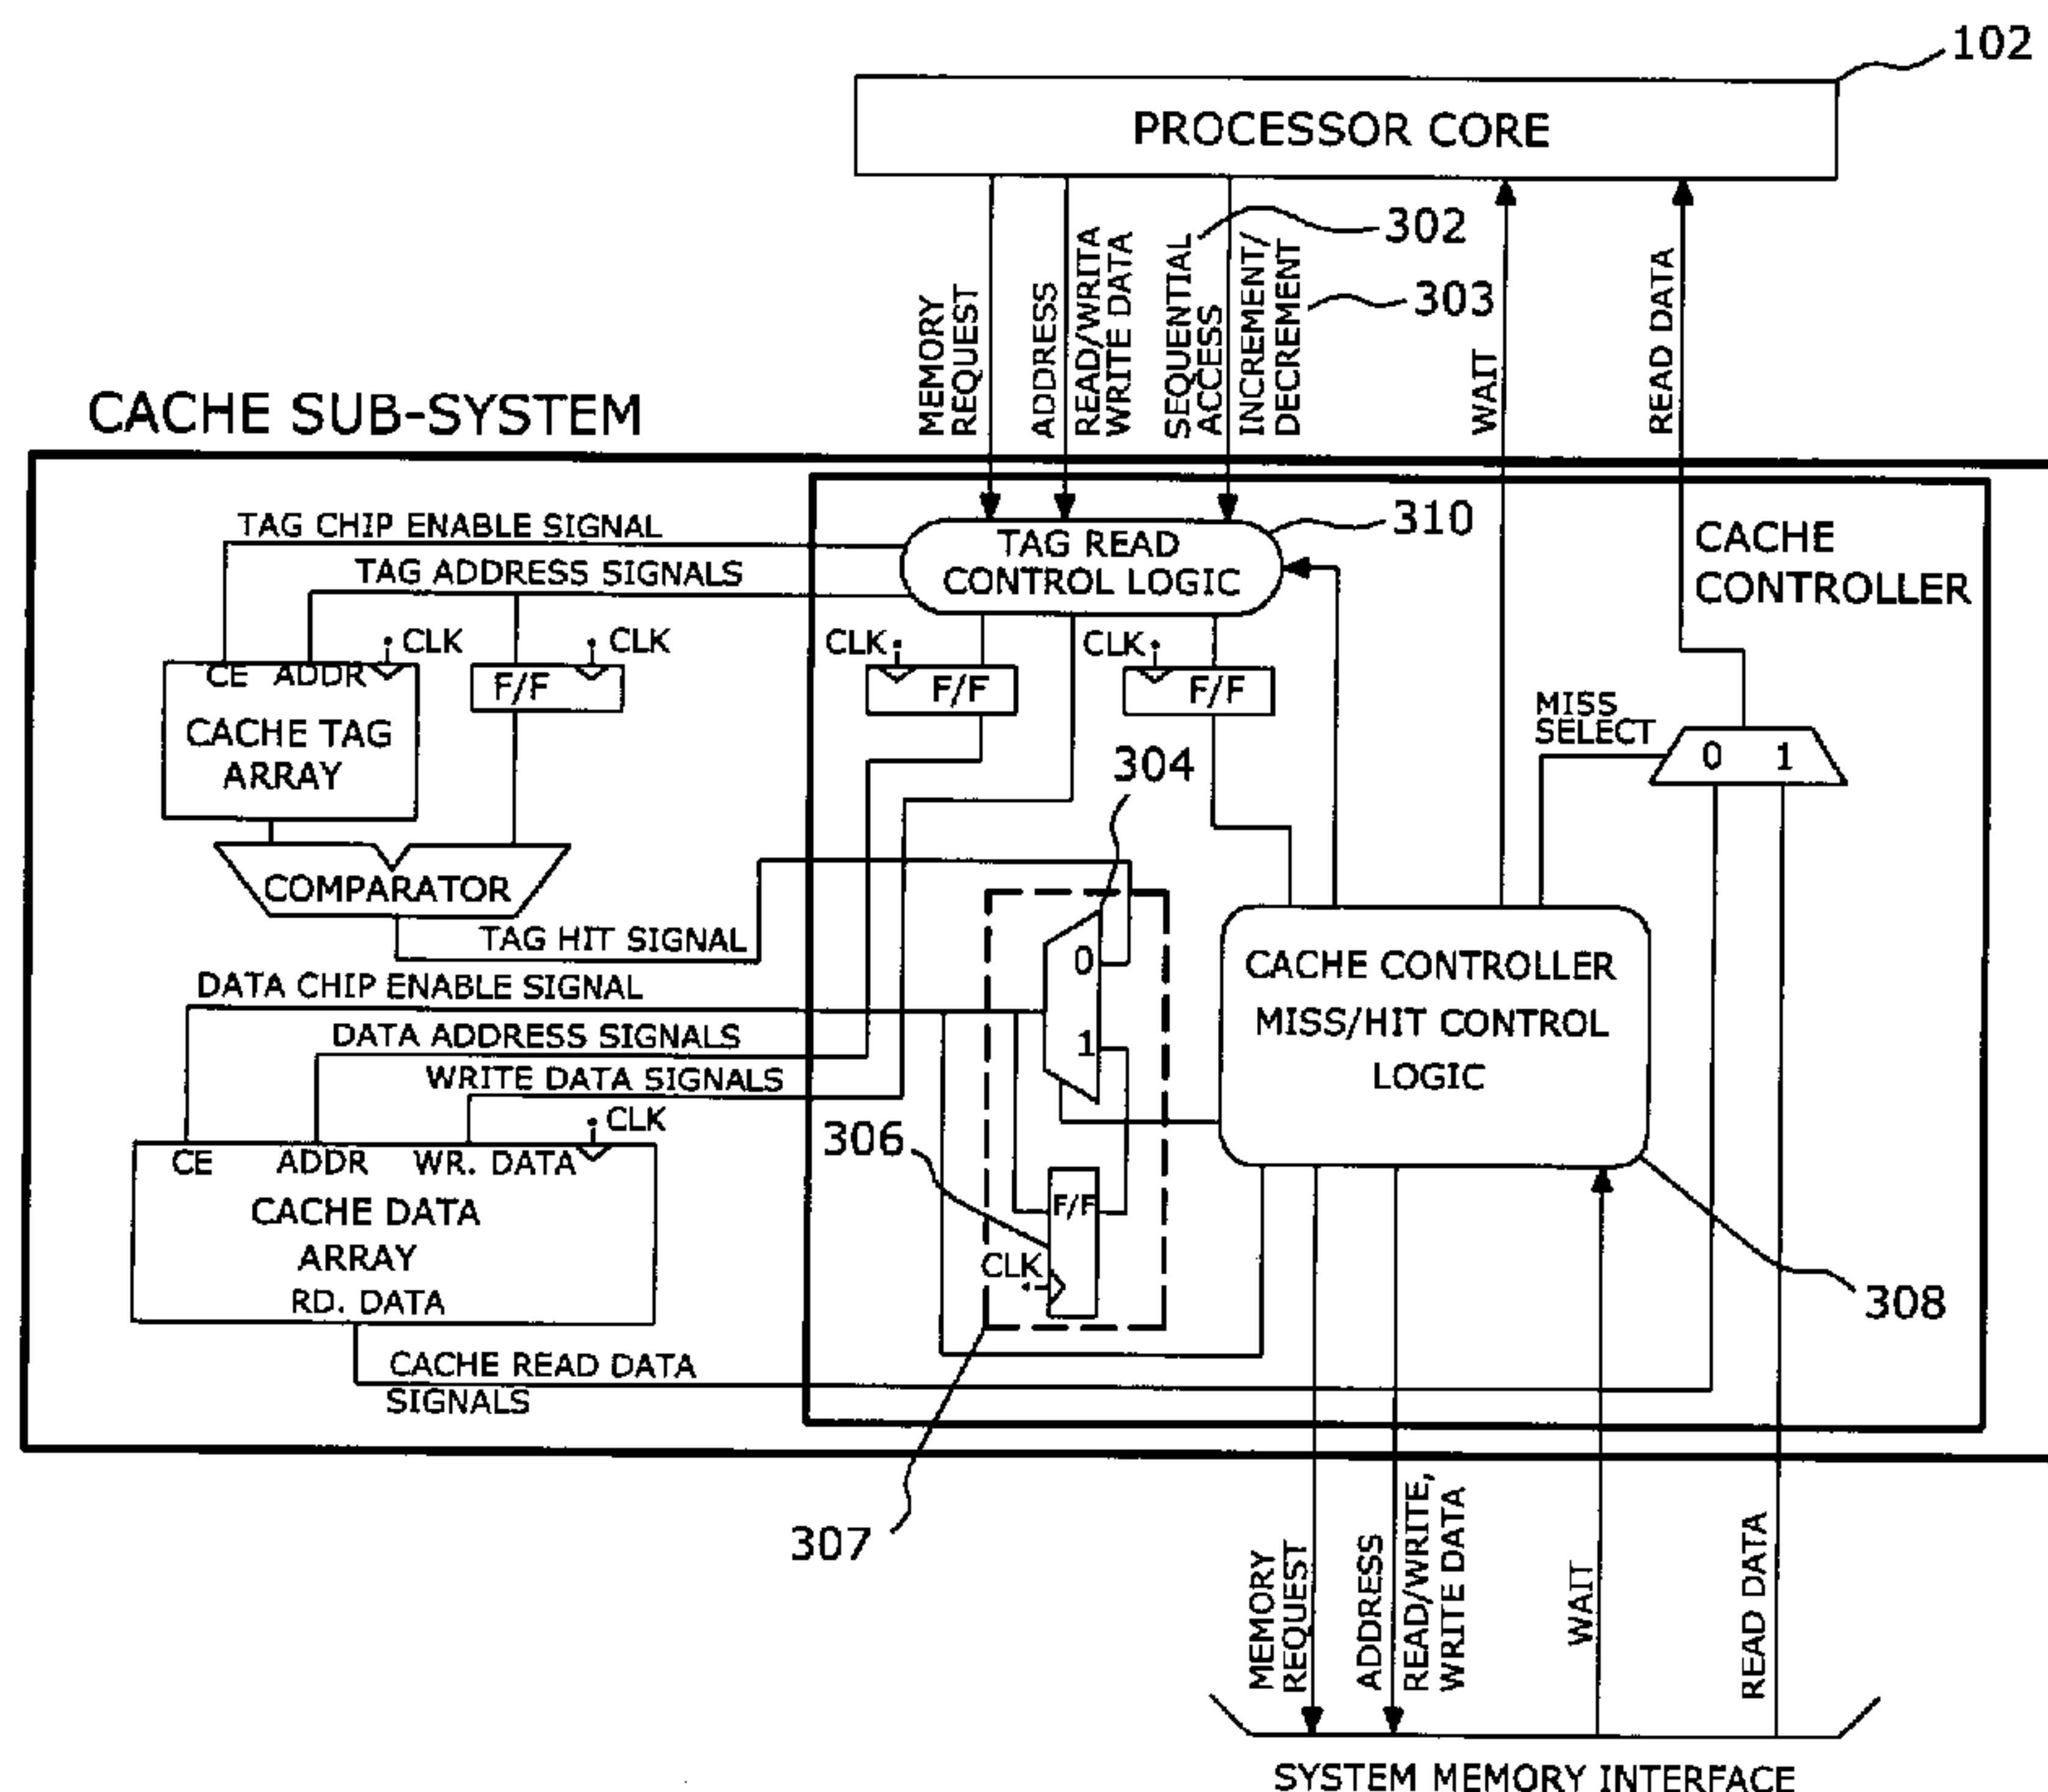 102
PROCESSOR CORE
302
303
MEMORY
REQUEST
ADDRESS
READ/WRITA
WRITE DATA
SEQUENTIAL
ACCESS
INCREMENT/
DECREMENT
WAIT
READ DATA
CACHE SUB-SYSTEM
TAG CHIP ENABLE SIGNAL
TAG READ
CONTROL LOGIC
310
CACHE
CONTROLLER
TAG ADDRESS SIGNALS
CLK
CLK
CLK
CLK
CE ADDR
F/F
F/F
F/F
CACHE TAG
ARRAY
MISS
SELECT
0 1
304
COMPARATOR
TAG HIT SIGNAL
0
CACHE CONTROLLER
MISS/HIT CONTROL
LOGIC
DATA CHIP ENABLE SIGNAL
DATA ADDRESS SIGNALS
1
WRITE DATA SIGNALS
CLK
306
CE ADDR WR. DATA
CACHE DATA
ARRAY
RD. DATA
F/F
CLK
308
CACHE READ DATA
SIGNALS
307
MEMORY
REQUEST
ADDRESS
READ/WRITE,
WRITE DATA
WAIT
READ DATA
SYSTEM MEMORY INTERFACE